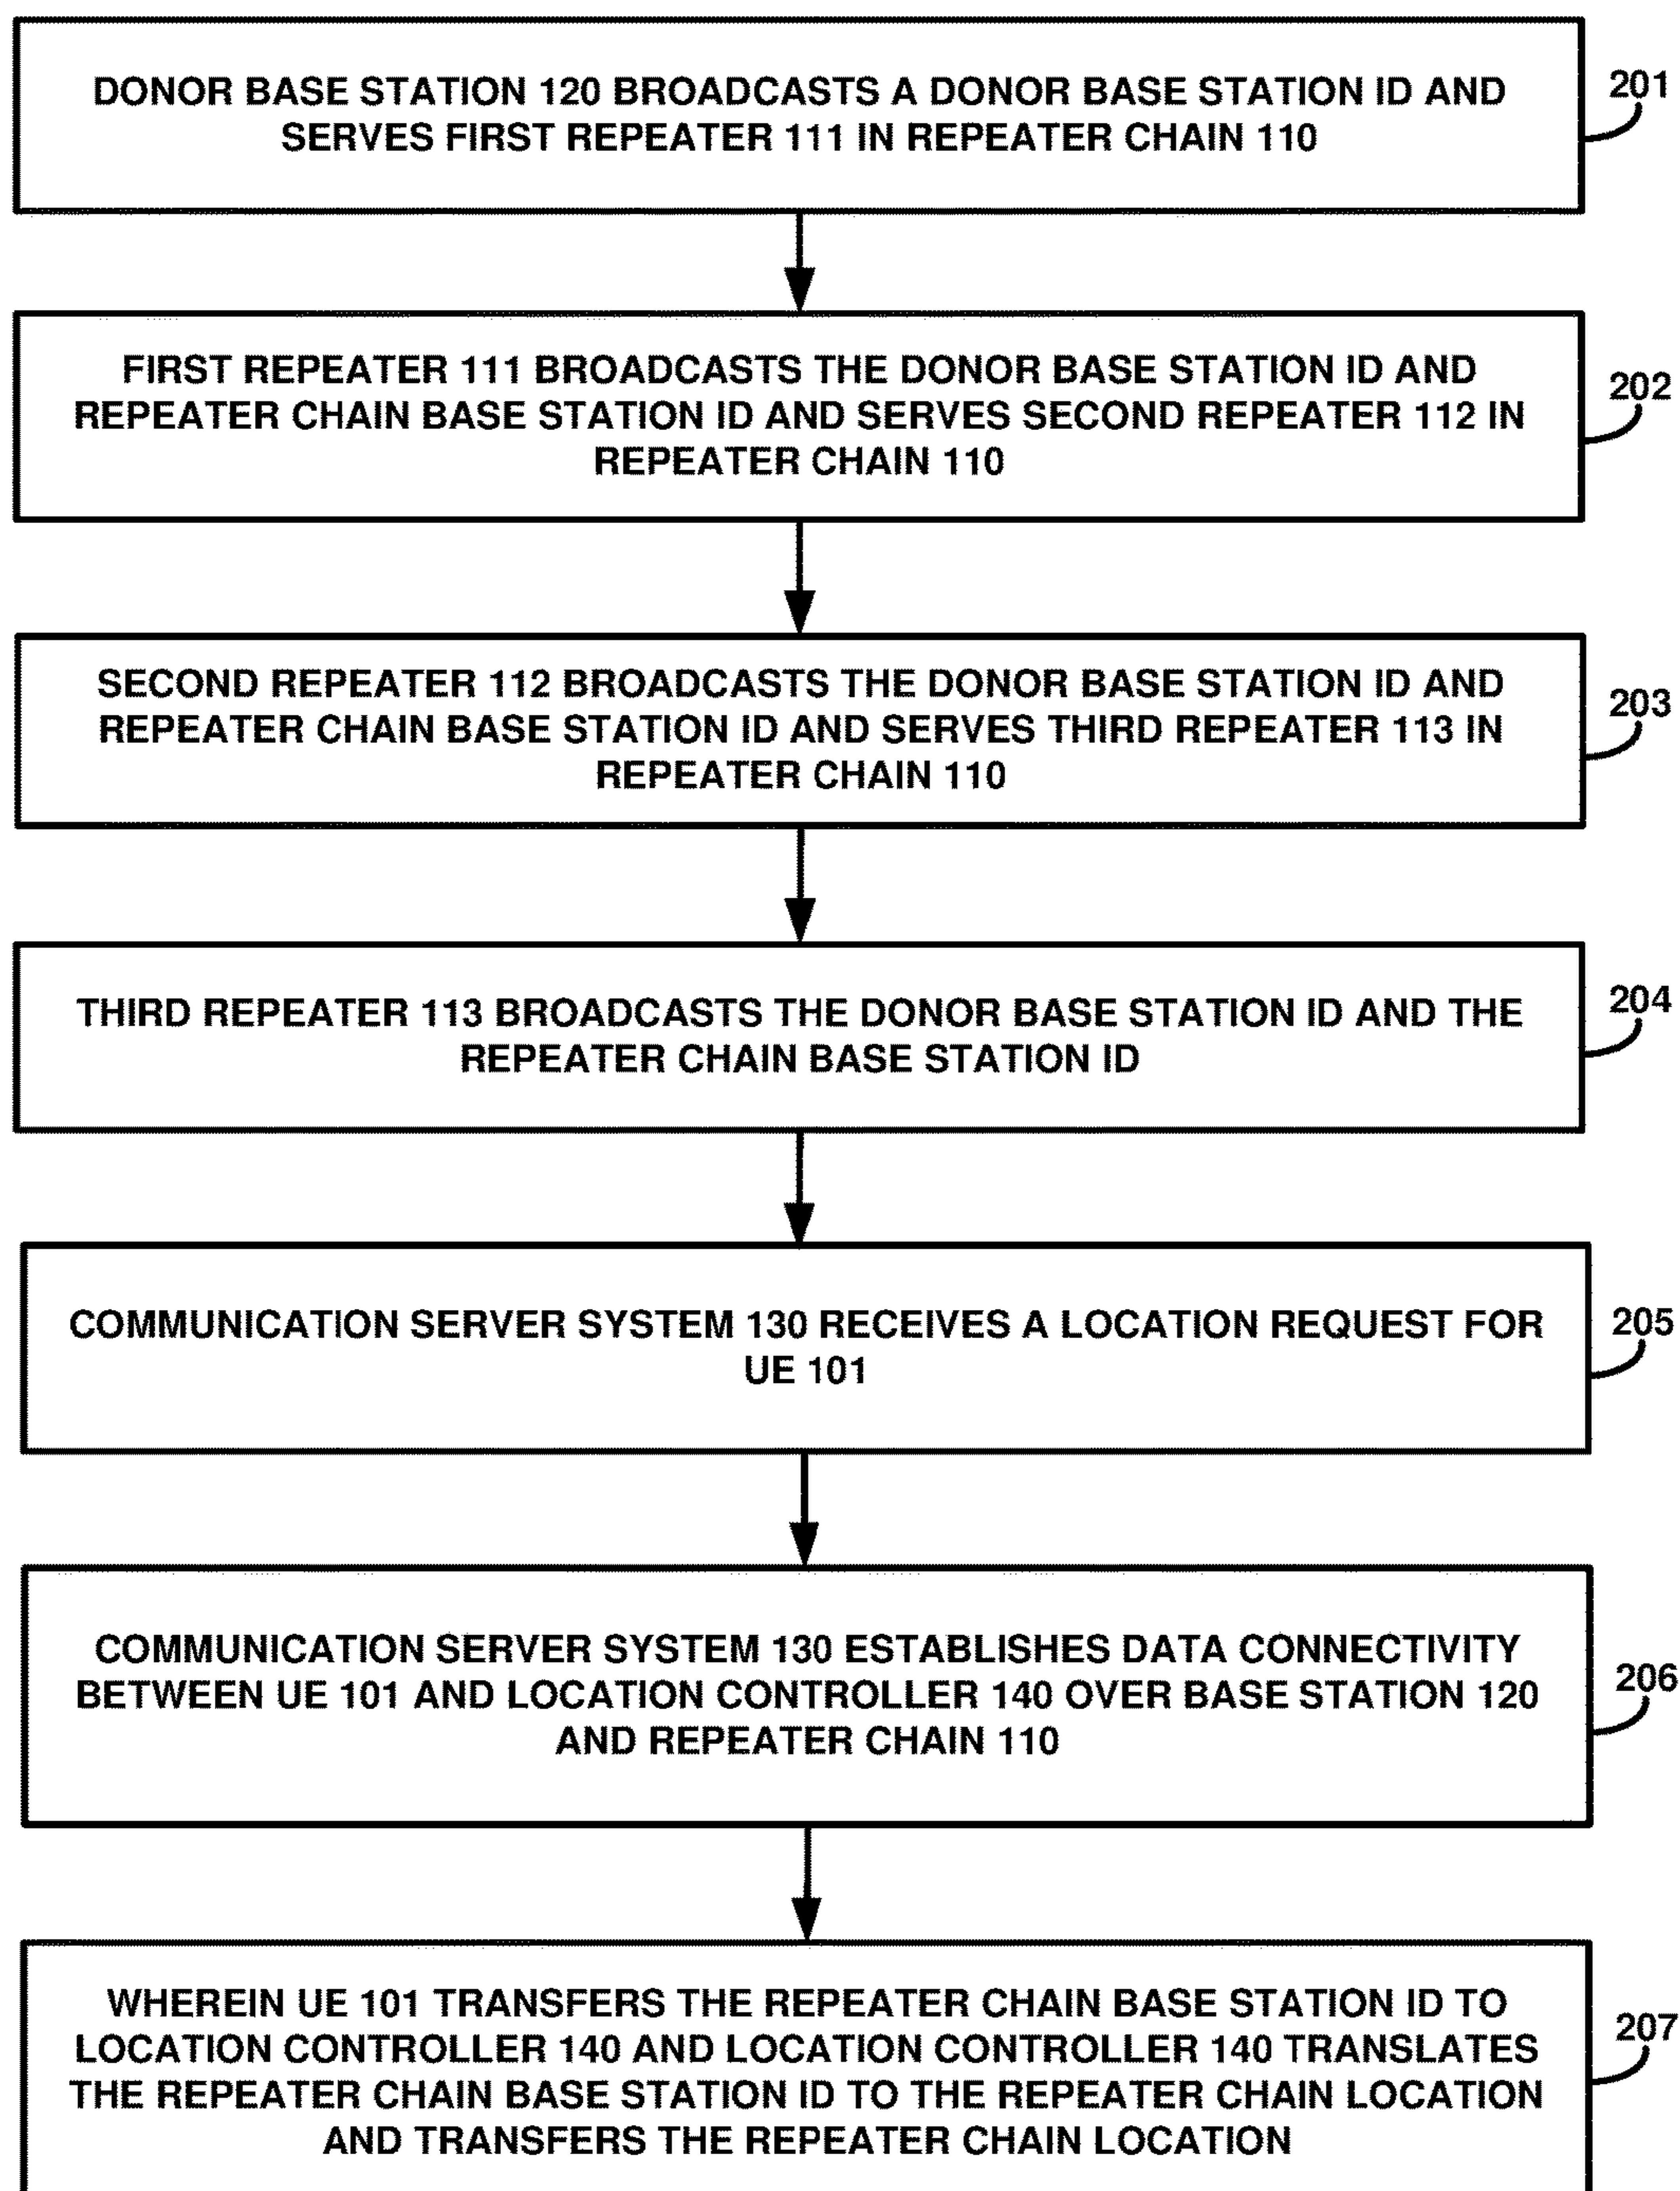 DONOR BASE STATION 120 BROADCASTS A DONOR BASE STATION ID AND
SERVES FIRST REPEATER 111 IN REPEATER CHAIN 110
201
FIRST REPEATER 111 BROADCASTS THE DONOR BASE STATION ID AND
REPEATER CHAIN BASE STATION ID AND SERVES SECOND REPEATER 112 IN
REPEATER CHAIN 110
202
SECOND REPEATER 112 BROADCASTS THE DONOR BASE STATION ID AND
REPEATER CHAIN BASE STATION ID AND SERVES THIRD REPEATER 113 IN
REPEATER CHAIN 110
203
THIRD REPEATER 113 BROADCASTS THE DONOR BASE STATION ID AND THE
REPEATER CHAIN BASE STATION ID
204
COMMUNICATION SERVER SYSTEM 130 RECEIVES A LOCATION REQUEST FOR
UE 101
205
COMMUNICATION SERVER SYSTEM 130 ESTABLISHES DATA CONNECTIVITY
BETWEEN UE 101 AND LOCATION CONTROLLER 140 OVER BASE STATION 120
AND REPEATER CHAIN 110
206
WHEREIN UE 101 TRANSFERS THE REPEATER CHAIN BASE STATION ID TO
LOCATION CONTROLLER 140 AND LOCATION CONTROLLER 140 TRANSLATES
THE REPEATER CHAIN BASE STATION ID TO THE REPEATER CHAIN LOCATION
AND TRANSFERS THE REPEATER CHAIN LOCATION
207